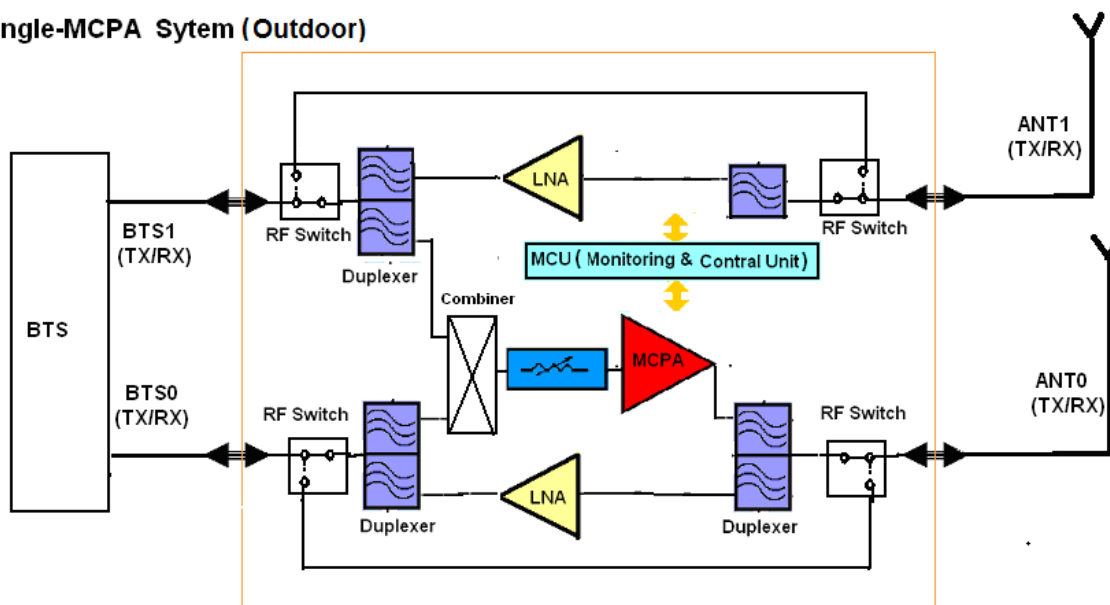 ngle-MCPA Sytem (Outdoor)
ANT1
(TX/RX)
LNA
RF Switch
RF Switch
BTS1
(TX/RX)
Duplexer
MCU ( Monitoring & Contral Unit )
Combiner
BTS
MCPA
BTS0
(TX/RX)
ANT0
(TX/RX)
RF Switch
RF Switch
LNA
Duplexer
Duplexer